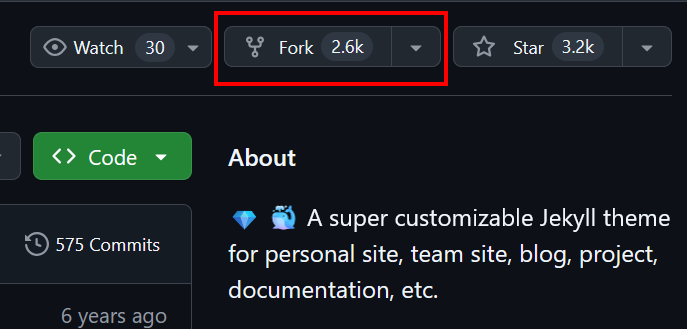 Watch 30
Fork 2.6k
Star 3.2k
Code
About
💎 🐳 A super customizable Jekyll theme
for personal site, team site, blog, project,
documentation, etc.
575 Commits
6 years ago